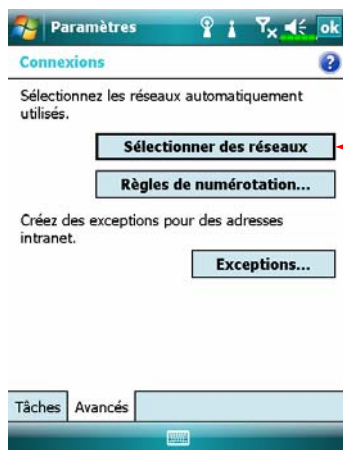 Paramètres
ok
Connexions
?
Sélectionnez les réseaux automatiquement
utilisés.
Sélectionner des réseaux
Règles de numérotation...
Créez des exceptions pour des adresses
intranet.
Exceptions...
Tâches Avancés